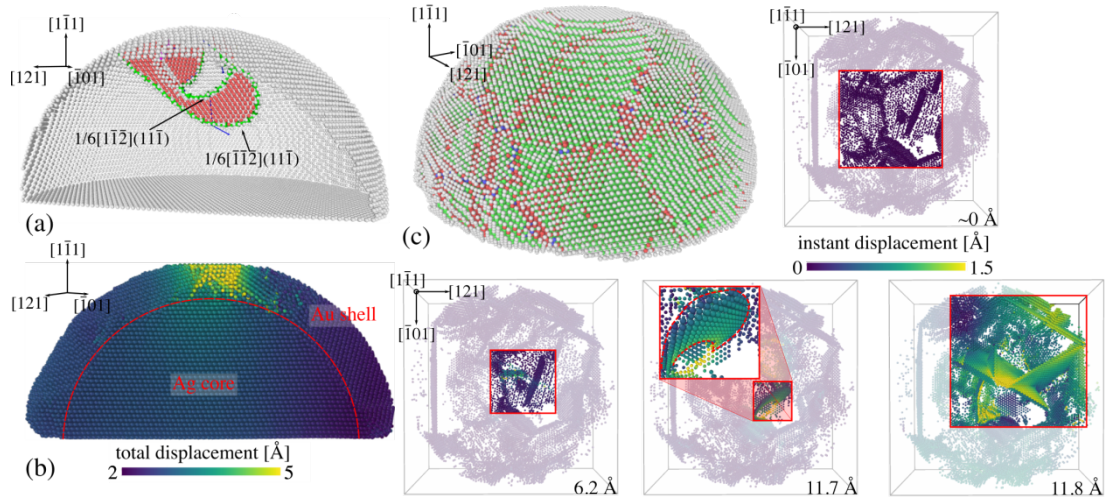 [11̄1]
[121]
[1̄01]
1/6[11̄2̄](111̄)
1/6[1̄1̄2̄](111̄)
(a)
[11̄1]
[1̄01]
[121]
(c)
[11̄1]
[121]
[1̄01]
~0 Å
instant displacement [Å]
0
1.5
[11̄1]
[121]
[1̄01]
Au shell
Ag core
(b)
total displacement [Å]
2
5
[11̄1]
[121]
[1̄01]
6.2 Å
11.7 Å
11.8 Å